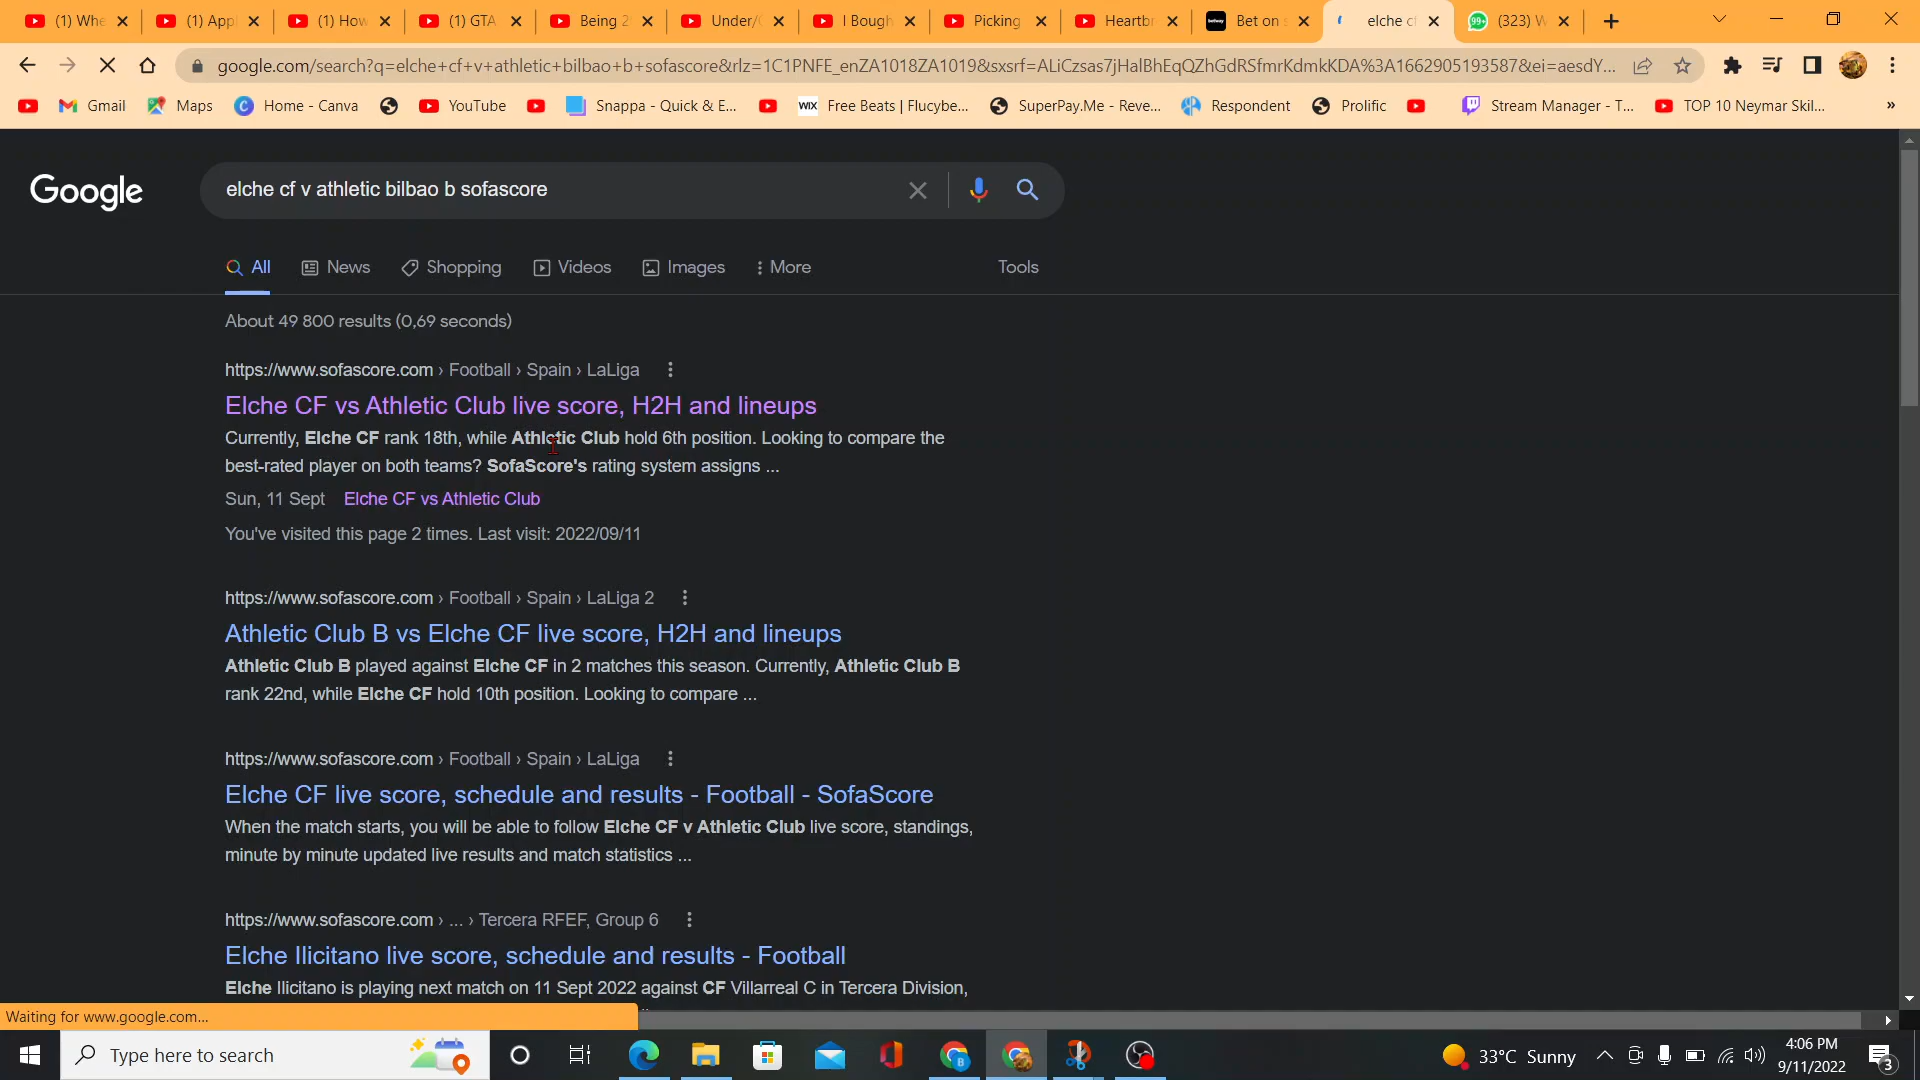 (1) Whe
(1) Appl
(1) How
(1) GTA
Being 2
Under/
I Bough
Picking
Heartbr
betway
Bet on s
elche cf
99+
(323) W
google.com/search?q=elche+cf+v+athletic+bilbao+b+sofascore&rlz=1C1PNFE_enZA1018ZA1019&sxsrf=ALiCzsas7jHalBhEqQZhGdRSfmrKdmkKDA%3A1662905193587&ei=aesdY...
Gmail
Maps
Home - Canva
YouTube
Snappa - Quick & E...
WIX
Free Beats | Flucybe...
SuperPay.Me - Reve...
Respondent
Prolific
Stream Manager - T...
TOP 10 Neymar Skil...
»
Google
elche cf v athletic bilbao b sofascore
All
News
Shopping
Videos
Images
More
Tools
About 49 800 results (0,69 seconds)
https://www.sofascore.com › Football › Spain › LaLiga
Elche CF vs Athletic Club live score, H2H and lineups
Currently, Elche CF rank 18th, while Athletic Club hold 6th position. Looking to compare the
best-rated player on both teams? SofaScore's rating system assigns ...
Sun, 11 Sept Elche CF vs Athletic Club
You've visited this page 2 times. Last visit: 2022/09/11
https://www.sofascore.com › Football › Spain › LaLiga 2
Athletic Club B vs Elche CF live score, H2H and lineups
Athletic Club B played against Elche CF in 2 matches this season. Currently, Athletic Club B
rank 22nd, while Elche CF hold 10th position. Looking to compare ...
https://www.sofascore.com › Football › Spain › LaLiga
Elche CF live score, schedule and results - Football - SofaScore
When the match starts, you will be able to follow Elche CF v Athletic Club live score, standings,
minute by minute updated live results and match statistics ...
https://www.sofascore.com › ... › Tercera RFEF, Group 6
Elche Ilicitano live score, schedule and results - Football
Elche Ilicitano is playing next match on 11 Sept 2022 against CF Villarreal C in Tercera Division,
Waiting for www.google.com...
Type here to search
33°C Sunny
4:06 PM
9/11/2022
3